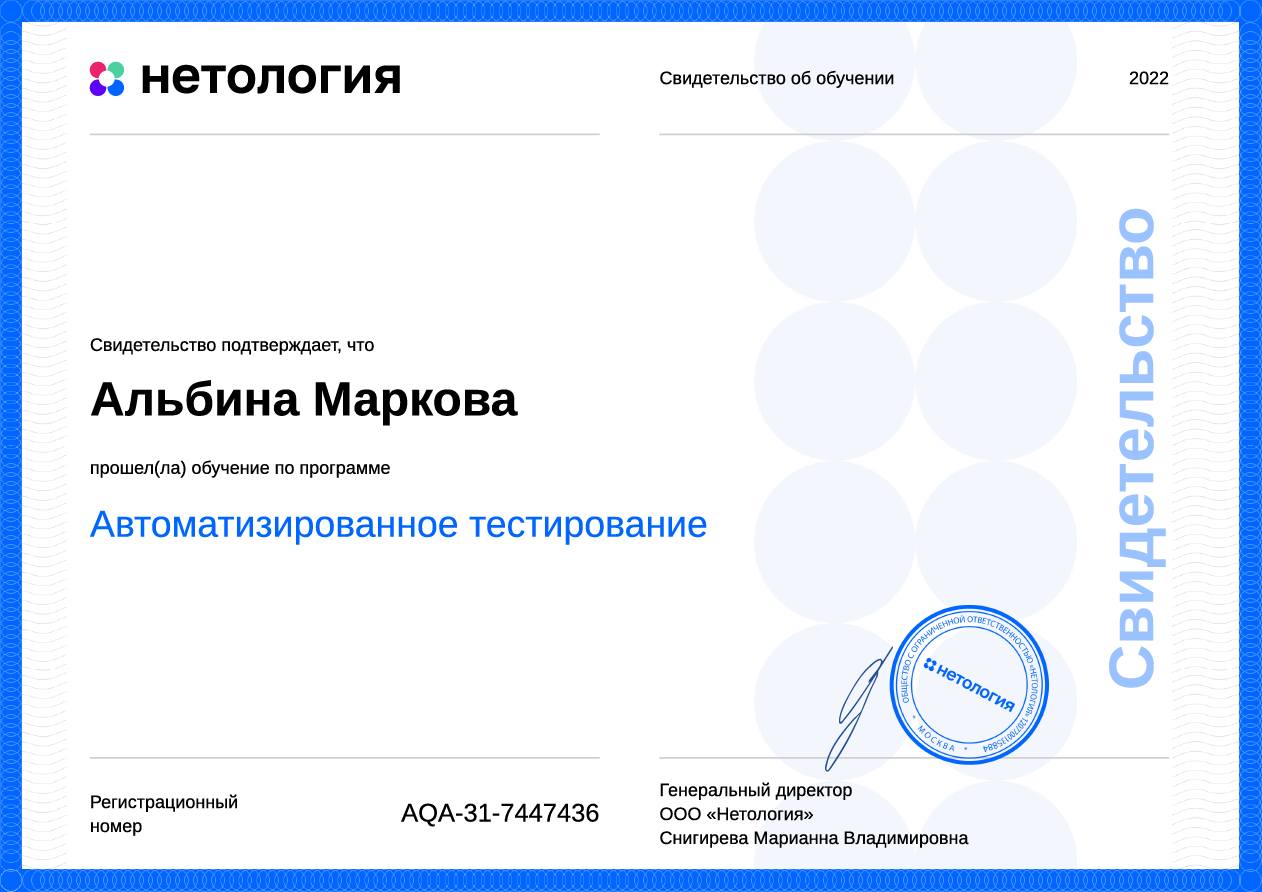 нетология
Свидетельство об обучении
2022
Свидетельство подтверждает, что
Альбина Маркова
прошел(ла) обучение по программе
Автоматизированное тестирование
Свидетельство
ОБЩЕСТВО С ОГРАНИЧЕННОЙ ОТВЕТСТВЕННОСТЬЮ «НЕТОЛОГИЯ» 1207700135884
* МОСКВА *
нетология
Регистрационный
номер
AQA-31-7447436
Генеральный директор
ООО «Нетология»
Снигирева Марианна Владимировна